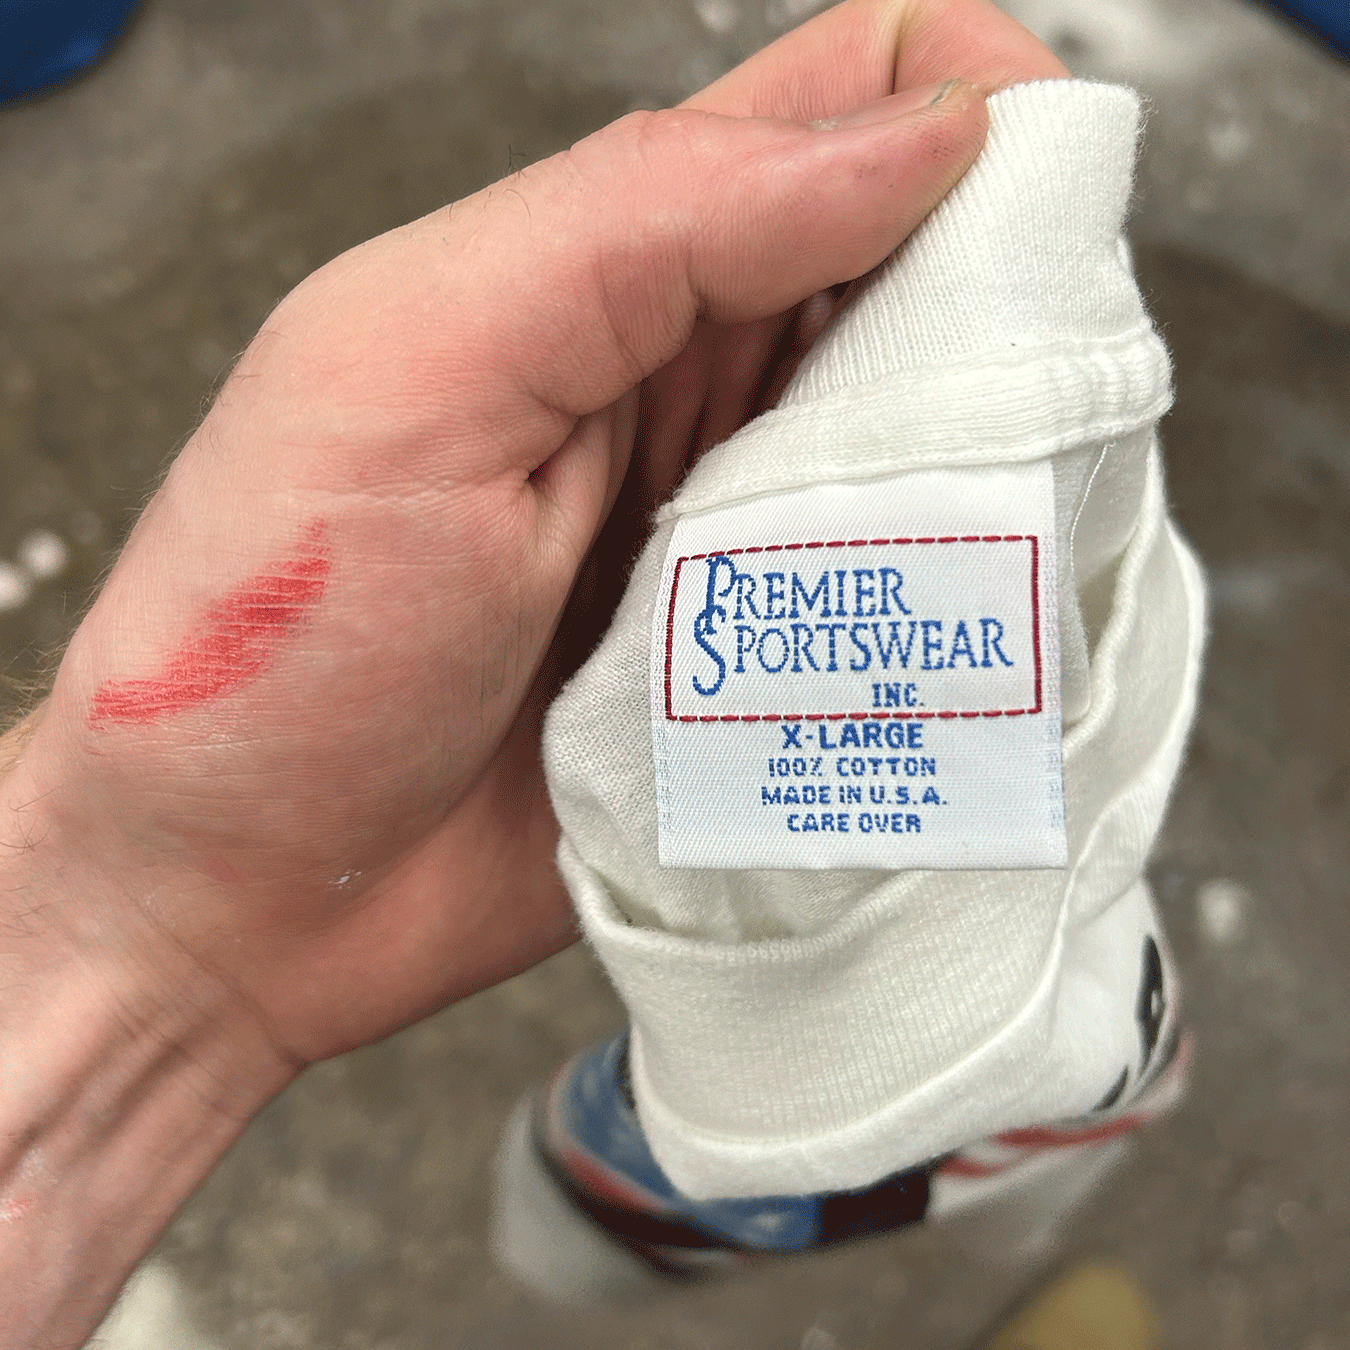 PREMIER
SPORTSWEAR
INC.
X-LARGE
100% COTTON
MADE IN U.S.A.
CARE OVER